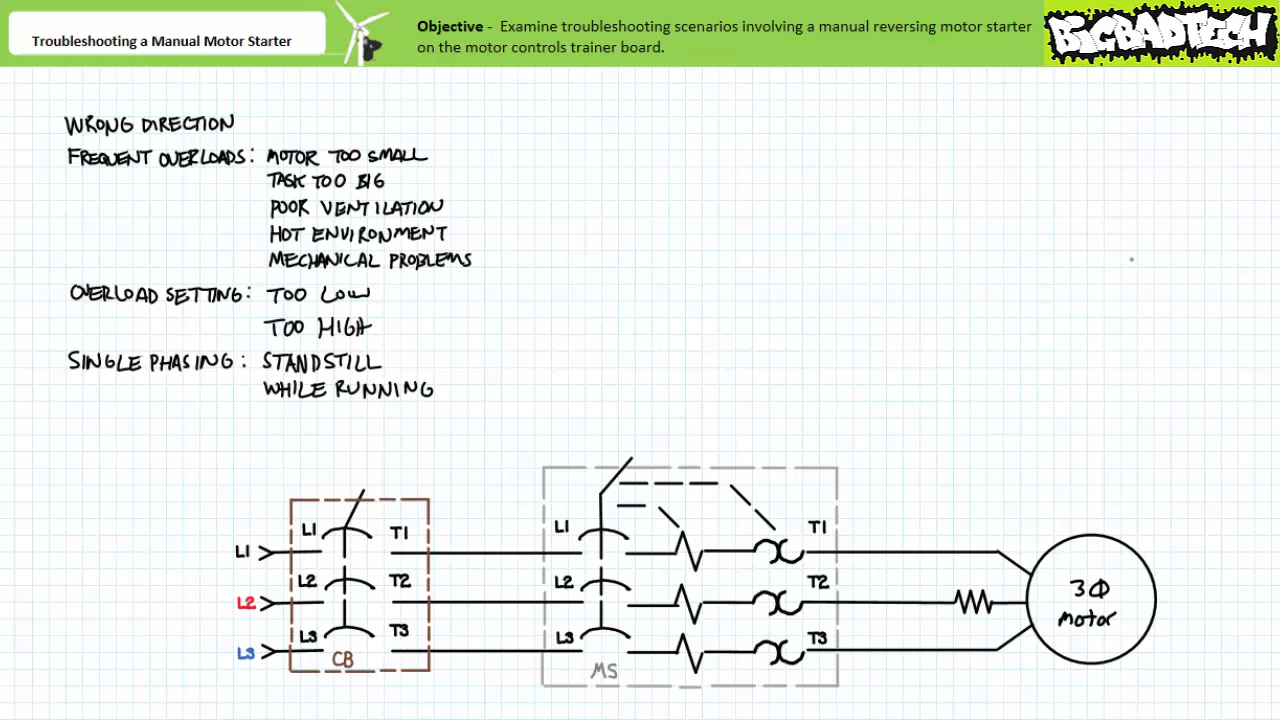 Troubleshooting a Manual Motor Starter
Objective - Examine troubleshooting scenarios involving a manual reversing motor starter
on the motor controls trainer board.
BIGBADTECH
WRONG DIRECTION
FREQUENT OVERLOADS: MOTOR TOO SMALL
TASK TOO BIG
POOR VENTILATION
HOT ENVIRONMENT
MECHANICAL PROBLEMS
OVERLOAD SETTING: TOO LOW
TOO HIGH
SINGLE PHASING: STANDSTILL
WHILE RUNNING
L1 L1 T1 L1 T1
L2 L2 T2 L2 T2
L3 L3 T3 L3 T3
CB
MS
3Φ
motor